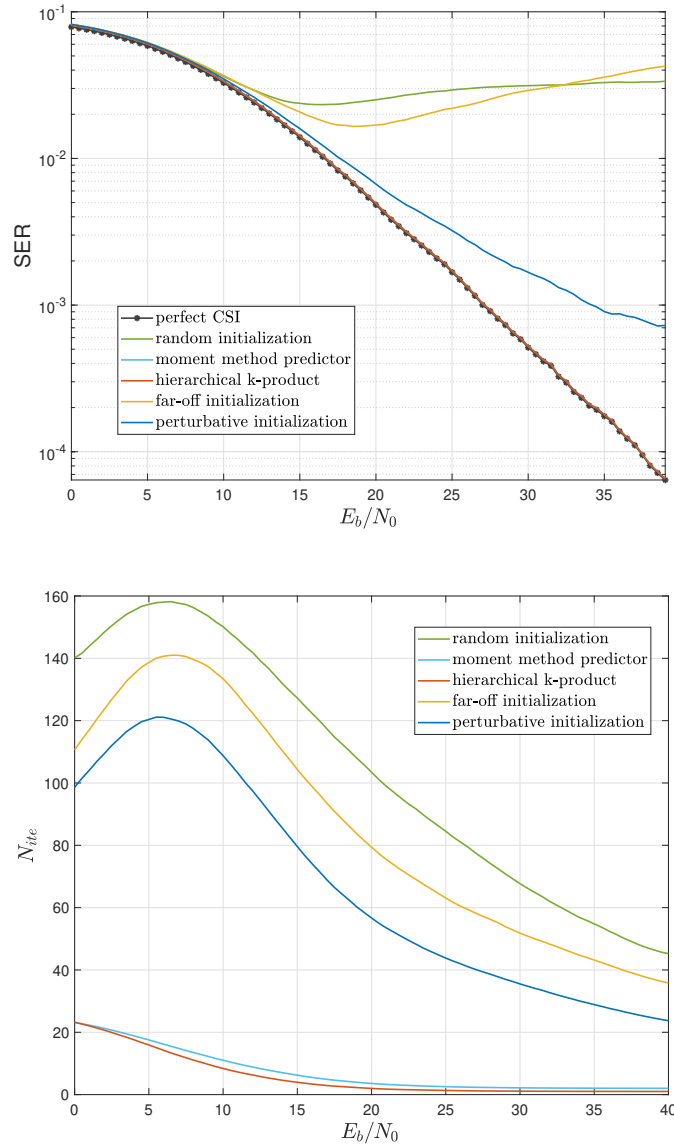 10^-1
10^-2
10^-3
10^-4
SER
perfect CSI
random initialization
moment method predictor
hierarchical k-product
far-off initialization
perturbative initialization
0 5 10 15 20 25 30 35
E_b/N_0
160
140
120
100
80
60
40
20
0
N_ite
random initialization
moment method predictor
hierarchical k-product
far-off initialization
perturbative initialization
0 5 10 15 20 25 30 35 40
E_b/N_0